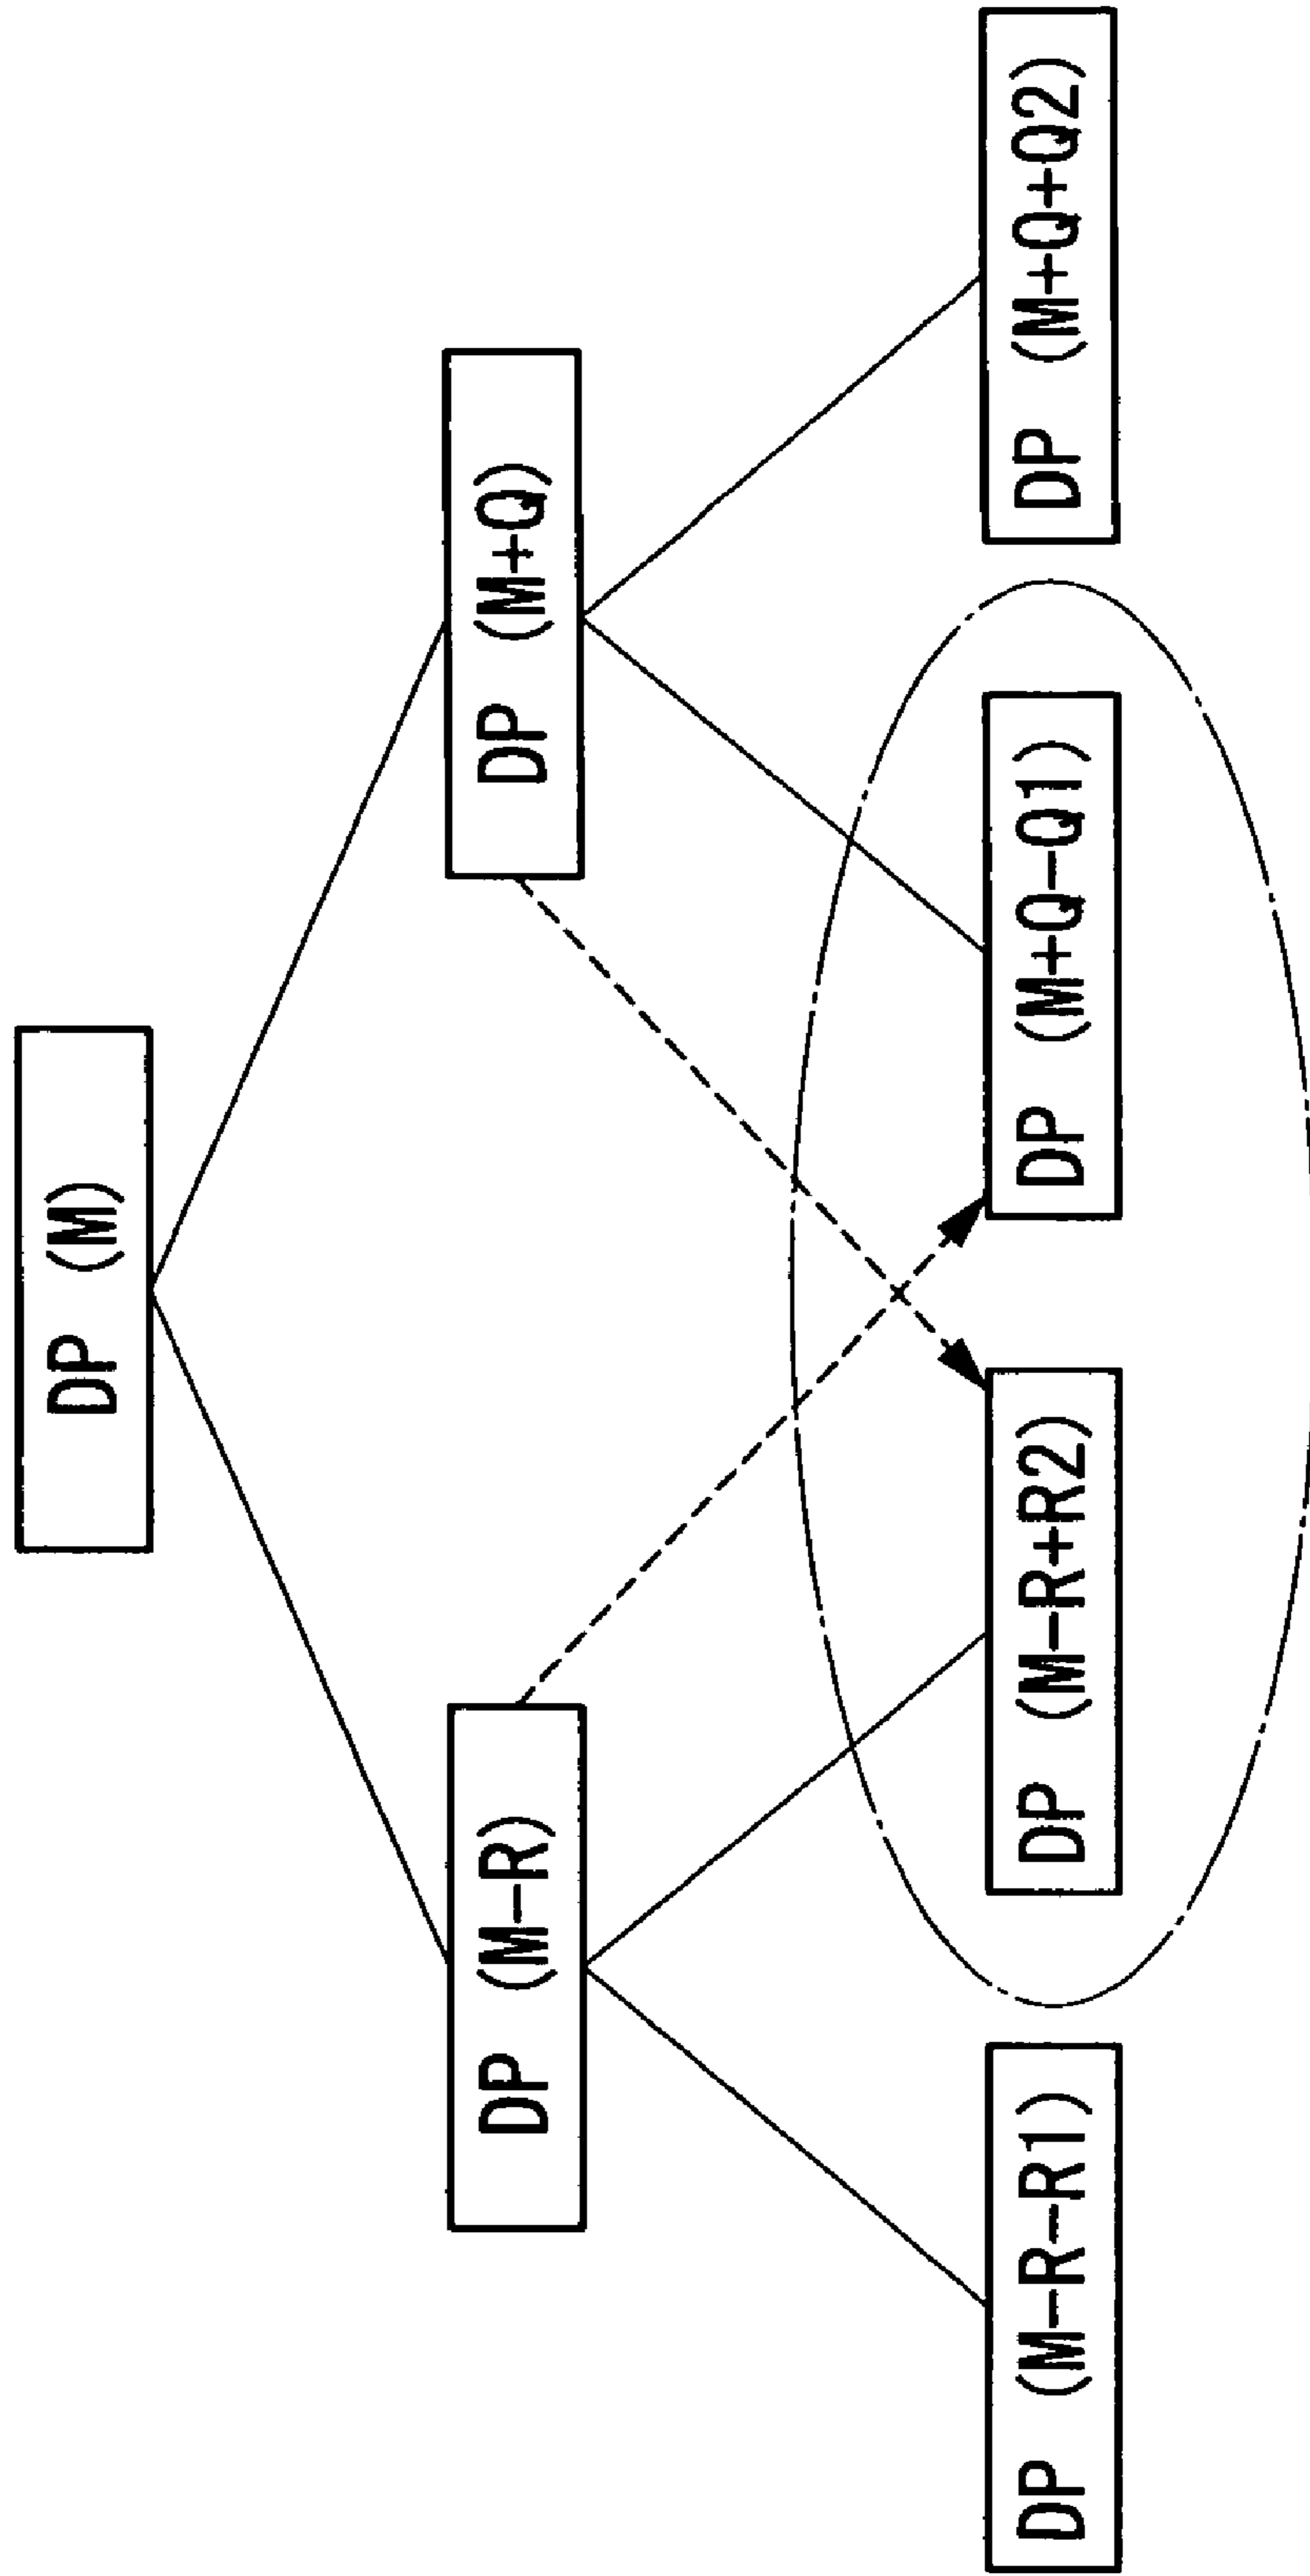 DP (M)
DP (M-R)
DP (M+Q)
DP (M-R-R1)
DP (M-R+R2)
DP (M+Q-Q1)
DP (M+Q+Q2)